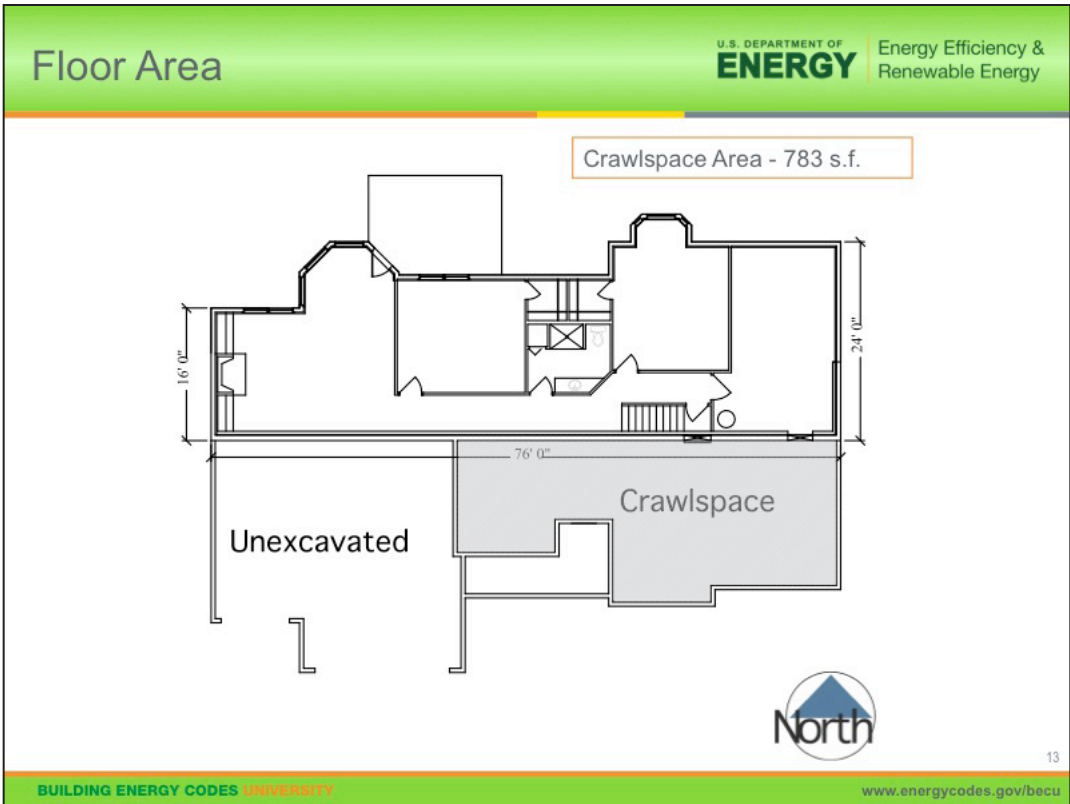 Floor Area
U.S. DEPARTMENT OF
ENERGY
Energy Efficiency &
Renewable Energy
Crawlspace Area - 783 s.f.
16' 0"
24' 0"
76' 0"
Crawlspace
Unexcavated
North
13
BUILDING ENERGY CODES UNIVERSITY
www.energycodes.gov/becu